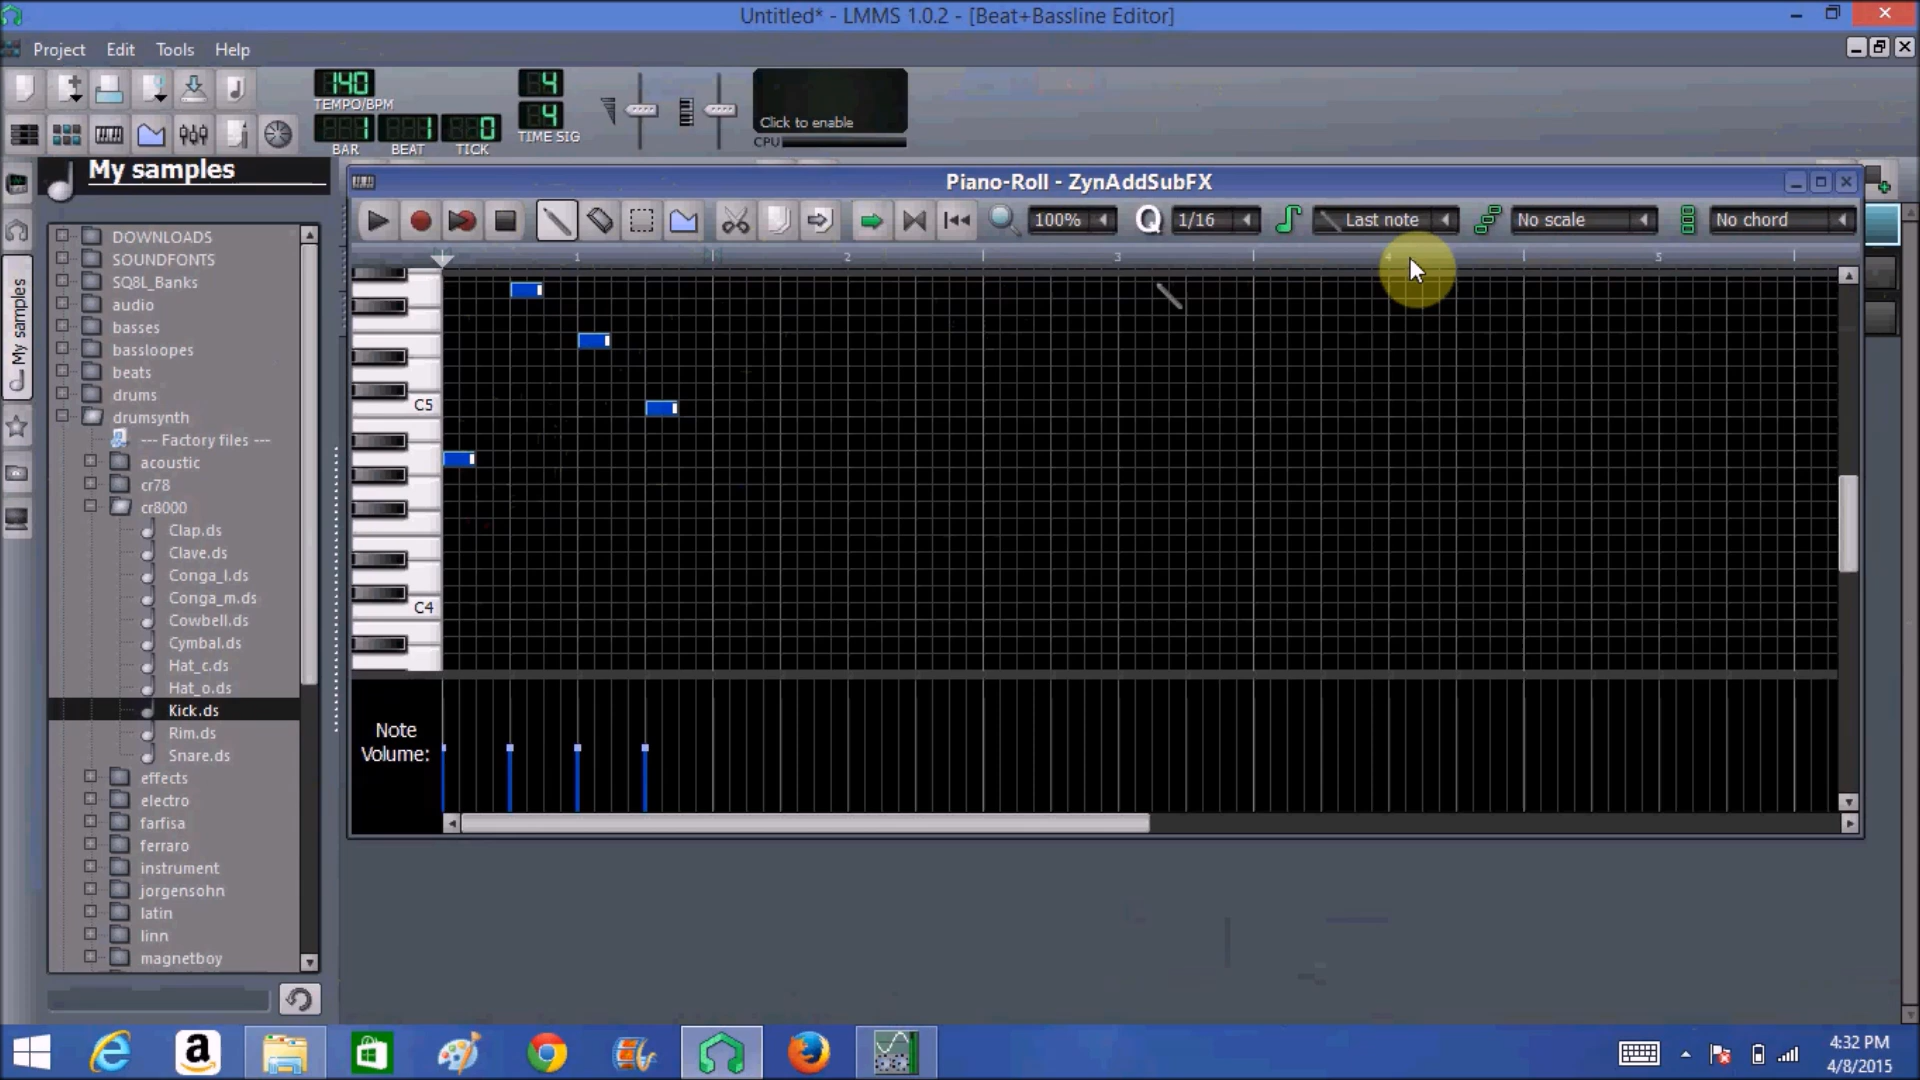 Untitled* - LMMS 1.0.2 - [Beat+Bassline Editor]
Project Edit Tools Help
140
TEMPO/BPM
4
4
TIME SIG
1 1 0
BAR BEAT TICK
Click to enable
CPU
My samples
My samples
DOWNLOADS
SOUNDFONTS
SQ8L_Banks
audio
basses
bassloopes
beats
drums
drumsynth
--- Factory files ---
acoustic
cr78
cr8000
Clap.ds
Clave.ds
Conga_l.ds
Conga_m.ds
Cowbell.ds
Cymbal.ds
Hat_c.ds
Hat_o.ds
Kick.ds
Rim.ds
Snare.ds
effects
electro
farfisa
ferraro
instrument
jorgensohn
latin
linn
magnetboy
Piano-Roll - ZynAddSubFX
100% Q 1/16 Last note No scale No chord
1 2 3 4 5
C5
C4
Note
Volume:
4:32 PM
4/8/2015